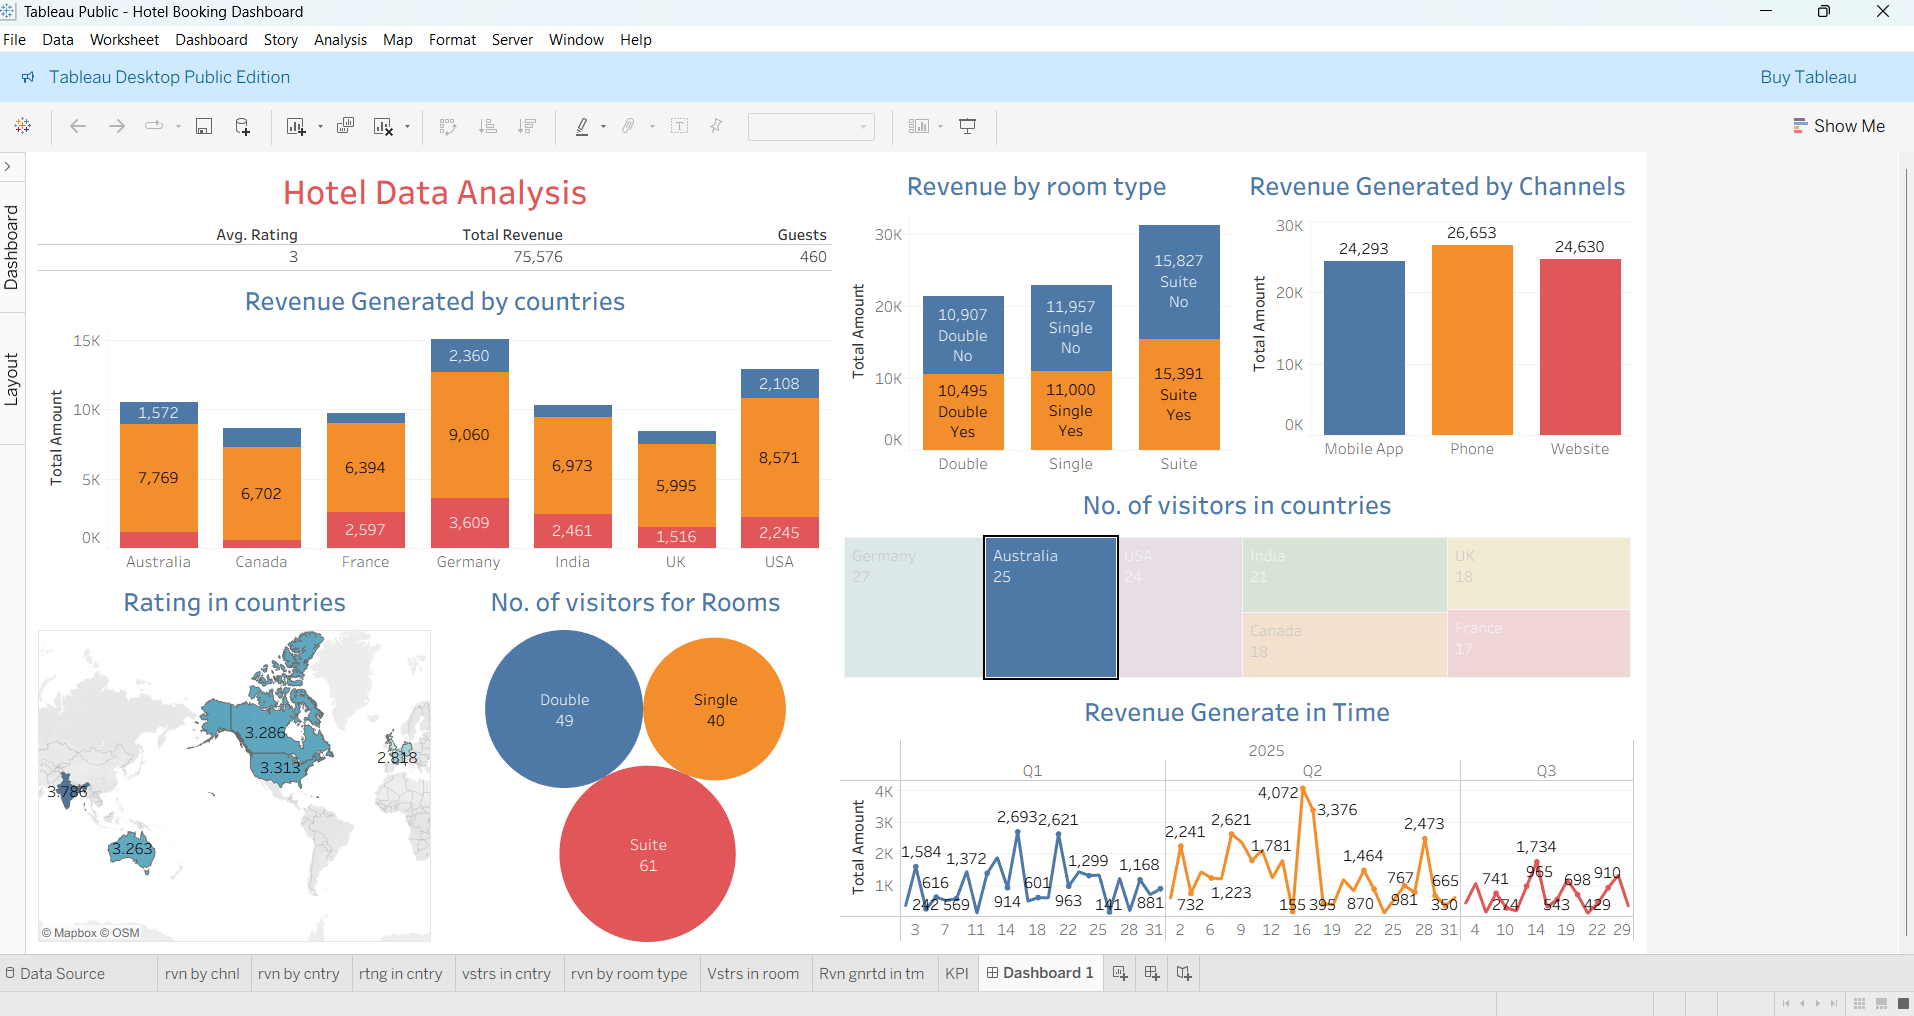 Tableau Public - Hotel Booking Dashboard
File Data Worksheet Dashboard Story Analysis Map Format Server Window Help
Tableau Desktop Public Edition
Buy Tableau
Show Me
Dashboard
Layout
Hotel Data Analysis
Avg. Rating Total Revenue Guests
3 75,576 460
Revenue Generated by countries
Total Amount
15K
10K
5K
0K
1,572
7,769
6,702
6,394
2,597
2,360
9,060
3,609
6,973
2,461
5,995
1,516
2,108
8,571
2,245
Australia Canada France Germany India UK USA
Revenue by room type
Total Amount
30K
20K
10K
0K
10,907
Double
No
10,495
Double
Yes
11,957
Single
No
11,000
Single
Yes
15,827
Suite
No
15,391
Suite
Yes
Double Single Suite
Revenue Generated by Channels
Total Amount
30K
20K
10K
0K
24,293
26,653
24,630
Mobile App Phone Website
Rating in countries
3.286
3.313
2.818
3.786
3.263
© Mapbox © OSM
No. of visitors for Rooms
Double
49
Single
40
Suite
61
No. of visitors in countries
Germany
27
Australia
25
USA
24
India
21
Canada
18
UK
18
France
17
Revenue Generate in Time
2025
Q1 Q2 Q3
Total Amount
4K
3K
2K
1K
1,584
242
616
569
1,372
914
2,693
601
2,621
963
1,299
141
1,168
881
2,241
732
2,621
1,223
1,781
155
4,072
3,376
395
1,464
870
767
981
2,473
665
350
741
274
1,734
965
543
698
429
910
3 7 11 14 18 22 25 28 31 2 6 9 12 16 19 22 25 28 31 4 10 14 19 22 29
Data Source rvn by chnl rvn by cntry rtng in cntry vstrs in cntry rvn by room type Vstrs in room Rvn gnrtd in tm KPI Dashboard 1